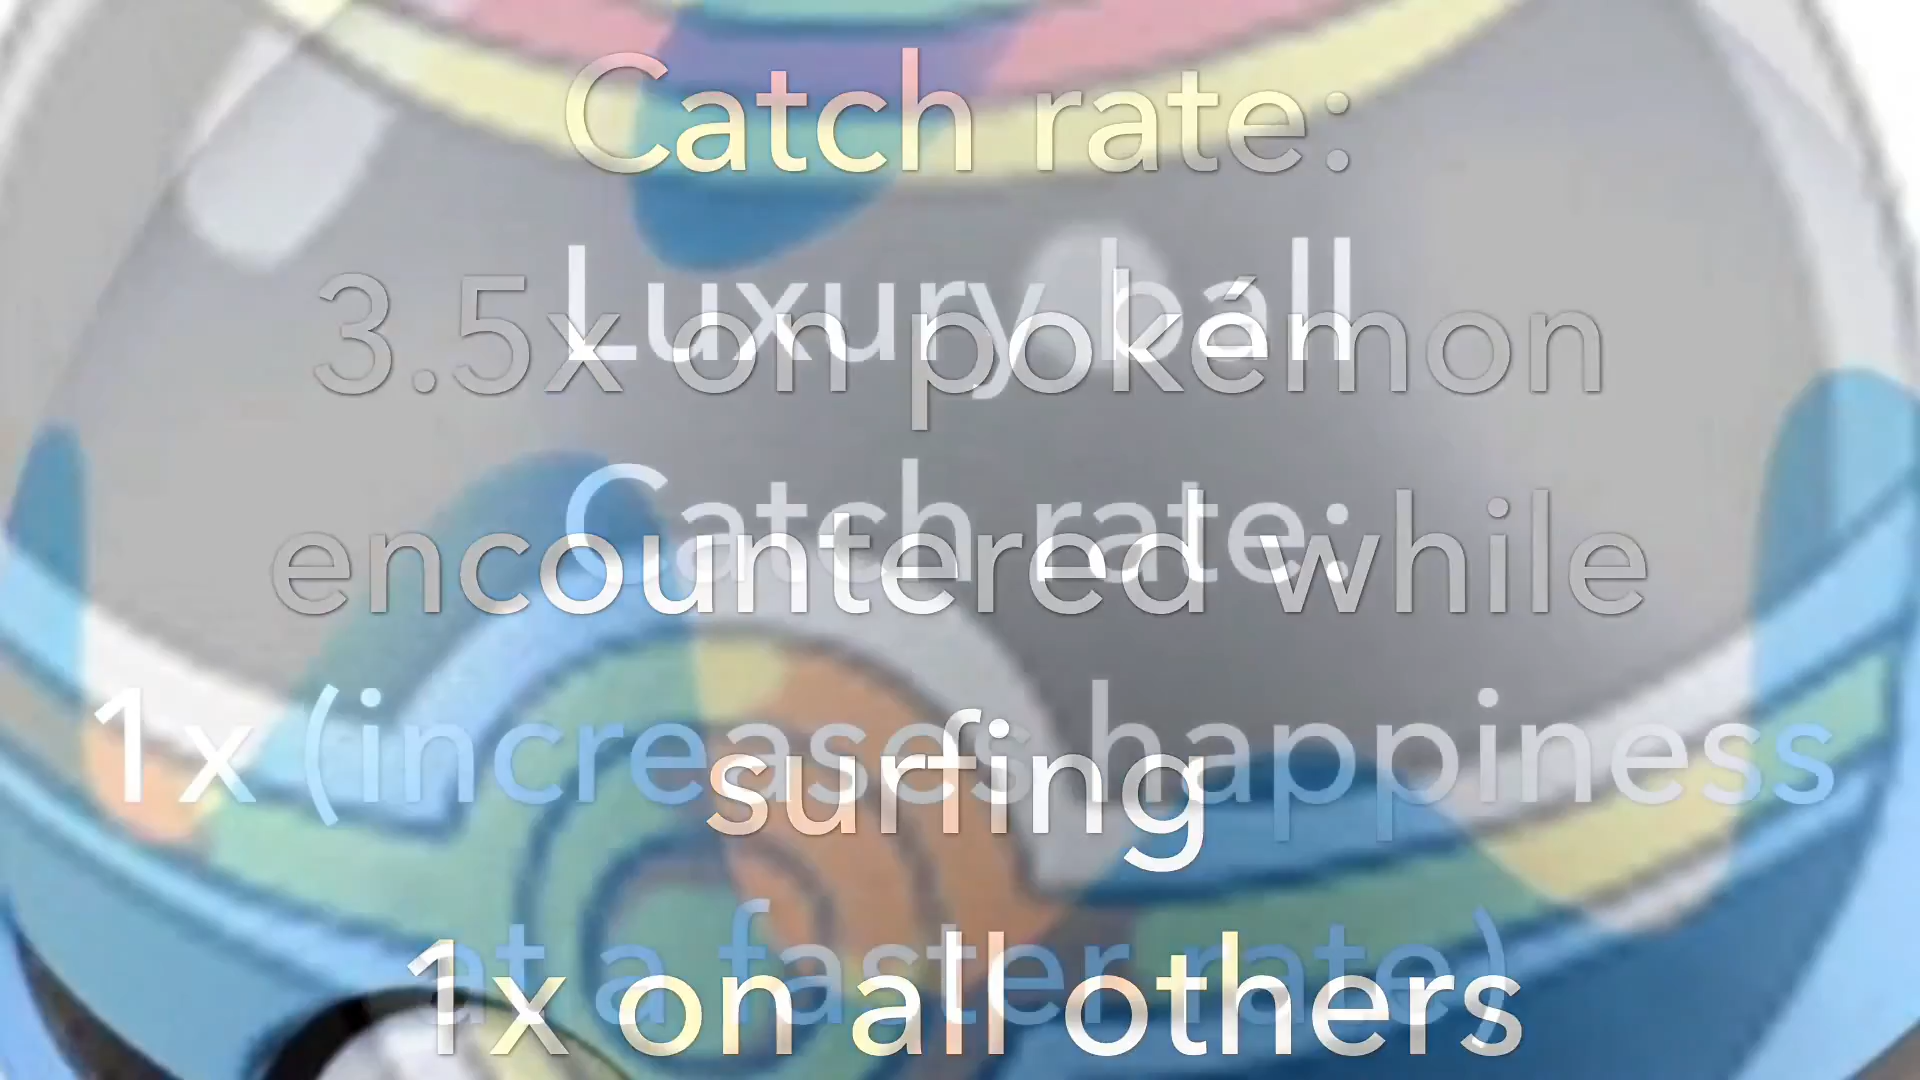 Catch rate:
Luxury ball
3.5x on pokémon
Catch rate:
encountered while
1x (increases happiness
surfing
at a faster rate)
1x on all others